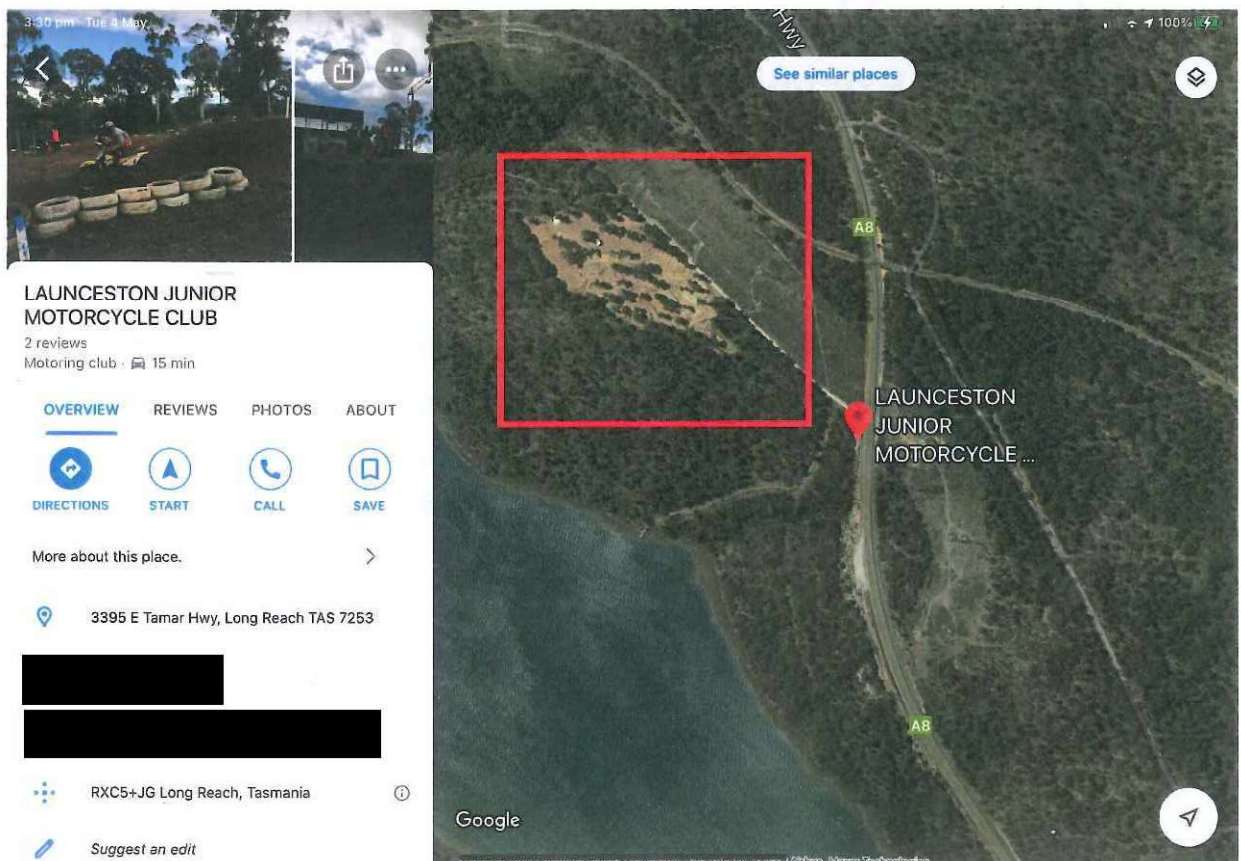 3:30 pm Tue 4 May
100%
LAUNCESTON JUNIOR
MOTORCYCLE CLUB
2 reviews
Motoring club · 15 min
OVERVIEW REVIEWS PHOTOS ABOUT
DIRECTIONS START CALL SAVE
More about this place.
3395 E Tamar Hwy, Long Reach TAS 7253
RXC5+JG Long Reach, Tasmania
Suggest an edit
Hwy
See similar places
A8
LAUNCESTON
JUNIOR
MOTORCYCLE ...
A8
Google